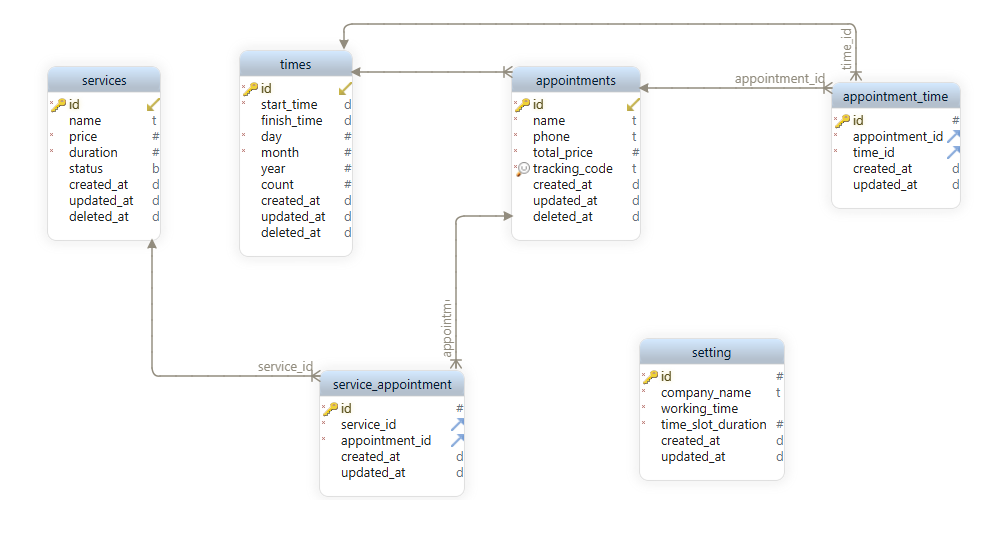 services
id
name t
price #
duration #
status b
created_at d
updated_at d
deleted_at d
times
id
start_time d
finish_time d
day #
month #
year #
count #
created_at d
updated_at d
deleted_at d
appointments
id
name t
phone t
total_price #
tracking_code t
created_at d
updated_at d
deleted_at d
appointment_id
time_id
appointment_time
id #
appointment_id
time_id
created_at d
updated_at d
service_id
appointm
service_appointment
id #
service_id
appointment_id
created_at d
updated_at d
setting
id #
company_name t
working_time
time_slot_duration #
created_at d
updated_at d